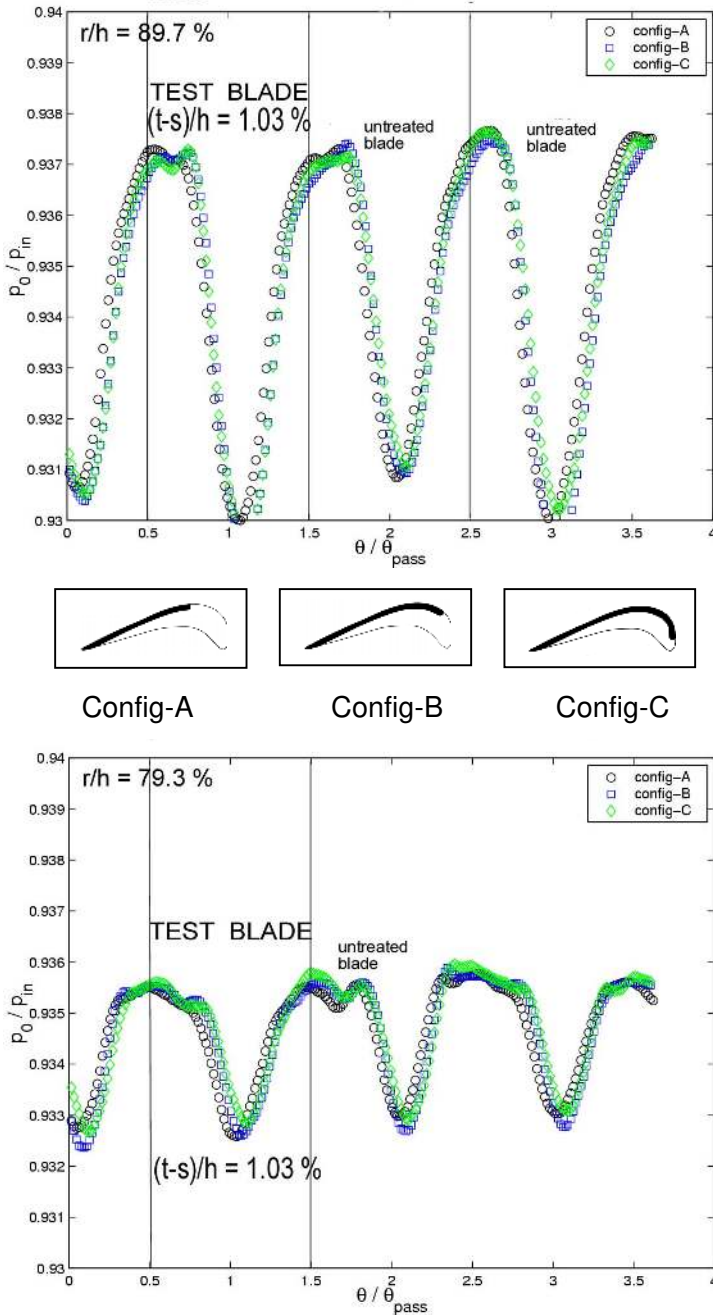 0.94
r/h = 89.7 %
config-A
config-B
config-C
0.939
0.938
TEST BLADE
(t-s)/h = 1.03 %
untreated
blade
untreated
blade
0.937
0.936
0.935
p0 / pin
0.934
0.933
0.932
0.931
0.93
0 0.5 1 1.5 2 2.5 3 3.5 4
θ / θpass
Config-A Config-B Config-C
0.94
r/h = 79.3 %
config-A
config-B
config-C
0.939
0.938
0.937
TEST BLADE
untreated
blade
0.936
0.935
p0 / pin
0.934
0.933
0.932
(t-s)/h = 1.03 %
0.931
0.93
0 0.5 1 1.5 2 2.5 3 3.5 4
θ / θpass